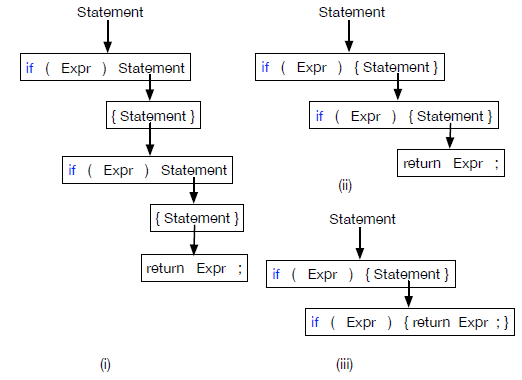 Statement
if ( Expr ) Statement
{ Statement }
if ( Expr ) Statement
{ Statement }
return Expr ;
(i)
Statement
if ( Expr ) { Statement }
if ( Expr ) { Statement }
return Expr ;
(ii)
Statement
if ( Expr ) { Statement }
if ( Expr ) { return Expr ; }
(iii)